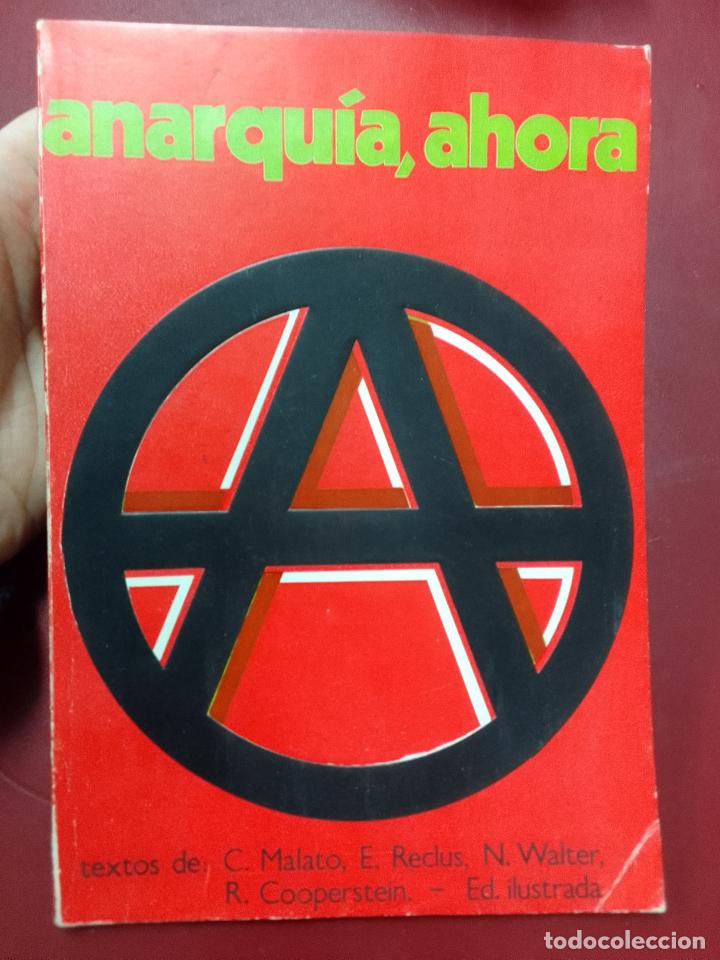 anarquía, ahora
textos de: C. Malato, E. Reclus, N. Walter,
R. Cooperstein. - Ed. ilustrada.
todocoleccion